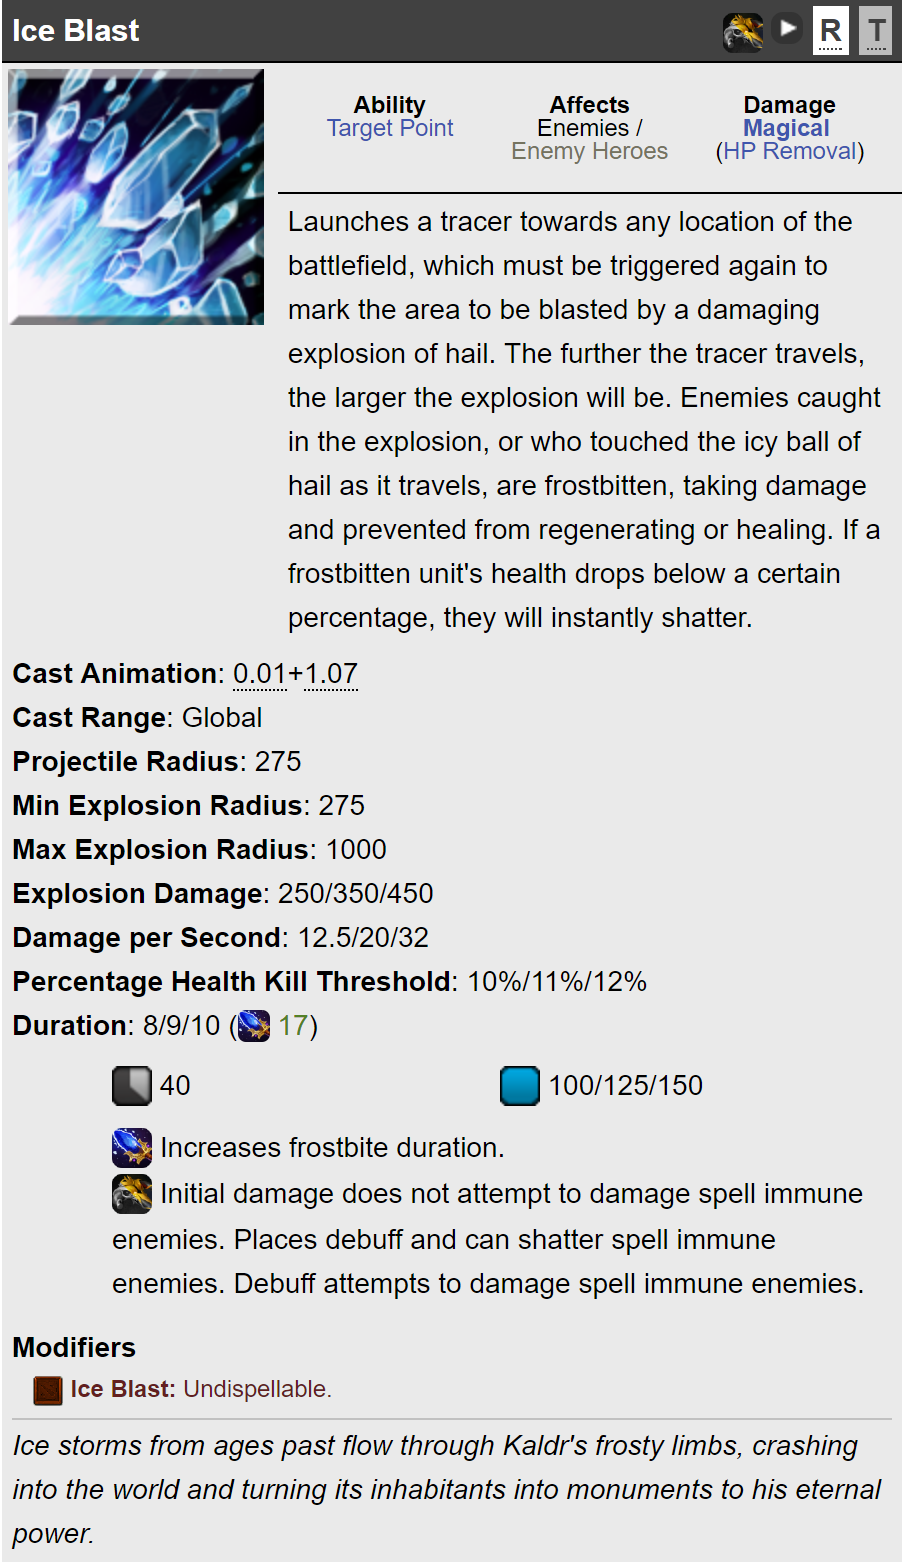 Ice Blast
R T
Ability
Target Point
Affects
Enemies /
Enemy Heroes
Damage
Magical
(HP Removal)
Launches a tracer towards any location of the
battlefield, which must be triggered again to
mark the area to be blasted by a damaging
explosion of hail. The further the tracer travels,
the larger the explosion will be. Enemies caught
in the explosion, or who touched the icy ball of
hail as it travels, are frostbitten, taking damage
and prevented from regenerating or healing. If a
frostbitten unit's health drops below a certain
percentage, they will instantly shatter.
Cast Animation: 0.01+1.07
Cast Range: Global
Projectile Radius: 275
Min Explosion Radius: 275
Max Explosion Radius: 1000
Explosion Damage: 250/350/450
Damage per Second: 12.5/20/32
Percentage Health Kill Threshold: 10%/11%/12%
Duration: 8/9/10 ( 17)
40
100/125/150
Increases frostbite duration.
Initial damage does not attempt to damage spell immune
enemies. Places debuff and can shatter spell immune
enemies. Debuff attempts to damage spell immune enemies.
Modifiers
Ice Blast: Undispellable.
Ice storms from ages past flow through Kaldr's frosty limbs, crashing
into the world and turning its inhabitants into monuments to his eternal
power.